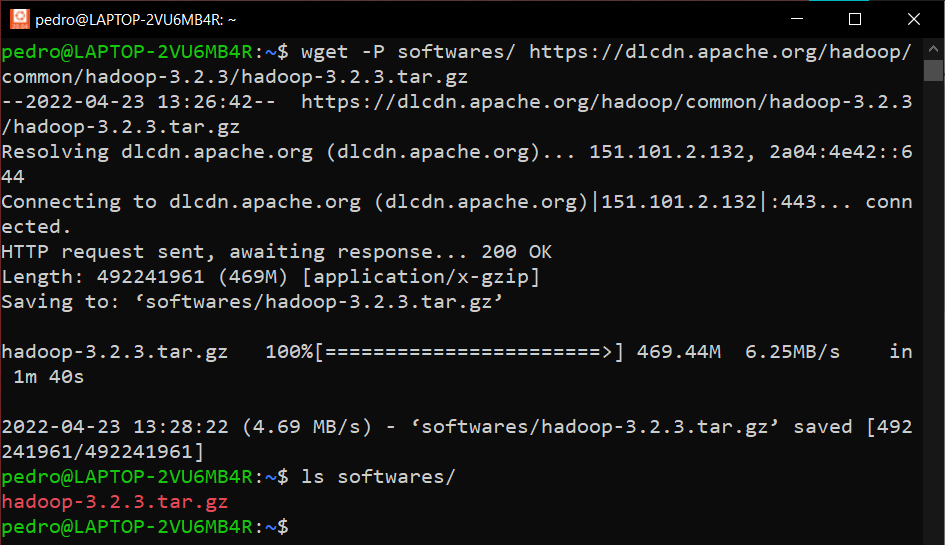 pedro@LAPTOP-2VU6MB4R: ~
pedro@LAPTOP-2VU6MB4R:~$ wget -P softwares/ https://dlcdn.apache.org/hadoop/
common/hadoop-3.2.3/hadoop-3.2.3.tar.gz
--2022-04-23 13:26:42--  https://dlcdn.apache.org/hadoop/common/hadoop-3.2.3
/hadoop-3.2.3.tar.gz
Resolving dlcdn.apache.org (dlcdn.apache.org)... 151.101.2.132, 2a04:4e42::6
44
Connecting to dlcdn.apache.org (dlcdn.apache.org)|151.101.2.132|:443... conn
ected.
HTTP request sent, awaiting response... 200 OK
Length: 492241961 (469M) [application/x-gzip]
Saving to: ‘softwares/hadoop-3.2.3.tar.gz’
hadoop-3.2.3.tar.gz   100%[=======================>] 469.44M  6.25MB/s    in
 1m 40s
2022-04-23 13:28:22 (4.69 MB/s) - ‘softwares/hadoop-3.2.3.tar.gz’ saved [492
241961/492241961]
pedro@LAPTOP-2VU6MB4R:~$ ls softwares/
hadoop-3.2.3.tar.gz
pedro@LAPTOP-2VU6MB4R:~$